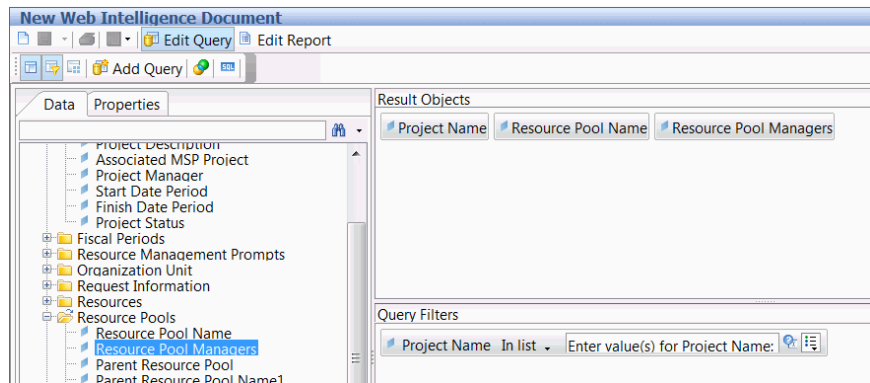 New Web Intelligence Document
Edit Query Edit Report
Add Query SQL
Data Properties
Project Description
Associated MSP Project
Project Manager
Start Date Period
Finish Date Period
Project Status
Fiscal Periods
Resource Management Prompts
Organization Unit
Request Information
Resources
Resource Pools
Resource Pool Name
Resource Pool Managers
Parent Resource Pool
Parent Resource Pool Name1
Result Objects
Project Name Resource Pool Name Resource Pool Managers
Query Filters
Project Name In list Enter value(s) for Project Name: